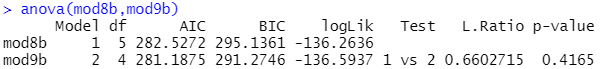 > anova(mod8b,mod9b)
Model df AIC BIC logLik Test L.Ratio p-value
mod8b 1 5 282.5272 295.1361 -136.2636
mod9b 2 4 281.1875 291.2746 -136.5937 1 vs 2 0.6602715 0.4165